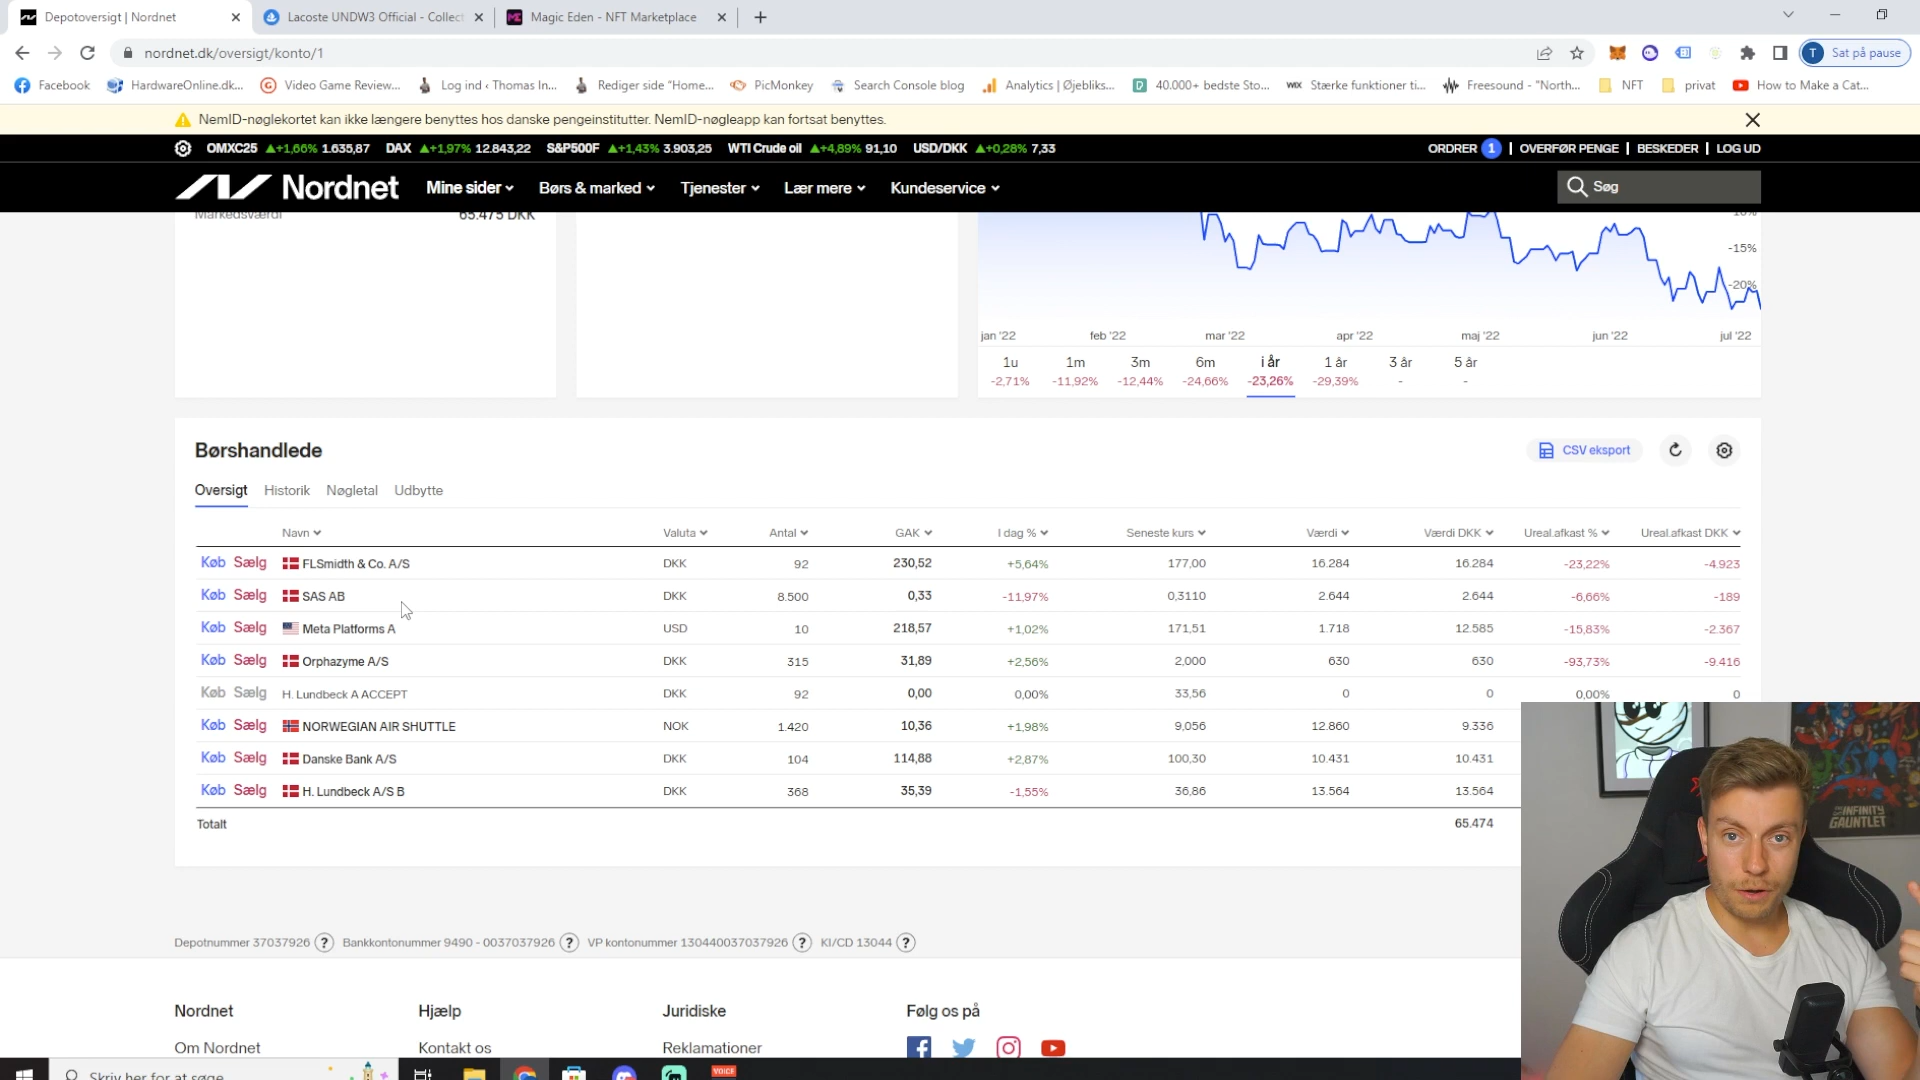 Depotoversigt | Nordnet
Lacoste UNDW3 Official - Collect
Magic Eden - NFT Marketplace
nordnet.dk/oversigt/konto/1
T Sat på pause
Facebook HardwareOnline.dk... Video Game Review... Log ind ‹ Thomas In... Rediger side "Home... PicMonkey Search Console blog Analytics | Øjebliks... 40.000+ bedste Sto... WIX Stærke funktioner ti... Freesound - "North... NFT privat How to Make a Cat...
NemID-nøglekortet kan ikke længere benyttes hos danske pengeinstitutter. NemID-nøgleapp kan fortsat benyttes.
OMXC25 ▲+1,66% 1.635,87 DAX ▲+1,97% 12.843,22 S&P500F ▲+1,43% 3.903,25 WTI Crude oil ▲+4,89% 91,10 USD/DKK ▲+0,28% 7,33 ORDRER 1 | OVERFØR PENGE | BESKEDER | LOG UD
Nordnet Mine sider Børs & marked Tjenester Lær mere Kundeservice Søg
Markedsværdi 65.475 DKK
-15%
-20%
jan '22 feb '22 mar '22 apr '22 maj '22 jun '22 jul '22
1u 1m 3m 6m i år 1 år 3 år 5 år
-2,71% -11,92% -12,44% -24,66% -23,26% -29,39% - -
Børshandlede CSV eksport
Oversigt Historik Nøgletal Udbytte
Navn Valuta Antal GAK I dag % Seneste kurs Værdi Værdi DKK Ureal.afkast % Ureal.afkast DKK
Køb Sælg FLSmidth & Co. A/S DKK 92 230,52 +5,64% 177,00 16.284 16.284 -23,22% -4.923
Køb Sælg SAS AB DKK 8.500 0,33 -11,97% 0,3110 2.644 2.644 -6,66% -189
Køb Sælg Meta Platforms A USD 10 218,57 +1,02% 171,51 1.718 12.585 -15,83% -2.367
Køb Sælg Orphazyme A/S DKK 315 31,89 +2,56% 2,000 630 630 -93,73% -9.416
Køb Sælg H. Lundbeck A ACCEPT DKK 92 0,00 0,00% 33,56 0 0 0,00% 0
Køb Sælg NORWEGIAN AIR SHUTTLE NOK 1.420 10,36 +1,98% 9,056 12.860 9.336
Køb Sælg Danske Bank A/S DKK 104 114,88 +2,87% 100,30 10.431 10.431
Køb Sælg H. Lundbeck A/S B DKK 368 35,39 -1,55% 36,86 13.564 13.564
Totalt 65.474
INFINITY
GAUNTLET
Depotnummer 37037926 ? Bankkontonummer 9490 - 0037037926 ? VP kontonummer 130440037037926 ? KI/CD 13044 ?
Nordnet Hjælp Juridiske Følg os på
Om Nordnet Kontakt os Reklamationer
Skriv her for at søge
VOICE